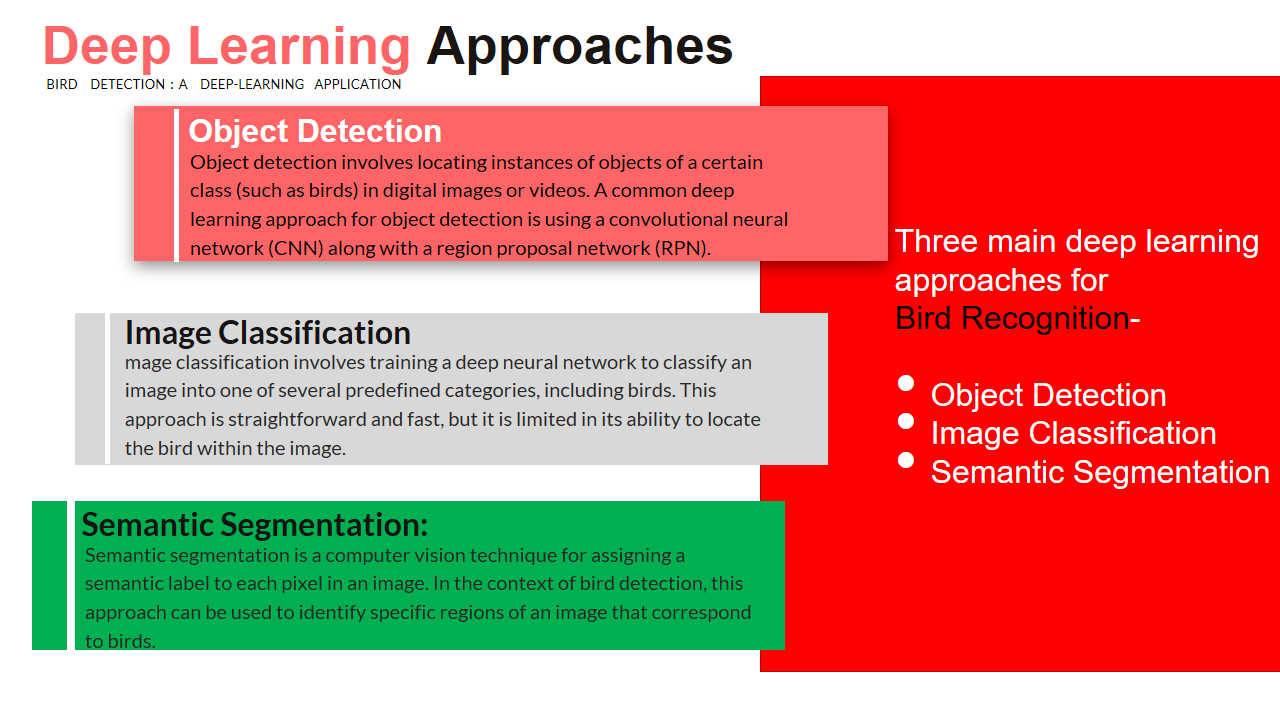 Deep Learning Approaches
BIRD DETECTION : A DEEP-LEARNING APPLICATION
Object Detection
Object detection involves locating instances of objects of a certain
class (such as birds) in digital images or videos. A common deep
learning approach for object detection is using a convolutional neural
network (CNN) along with a region proposal network (RPN).
Image Classification
mage classification involves training a deep neural network to classify an
image into one of several predefined categories, including birds. This
approach is straightforward and fast, but it is limited in its ability to locate
the bird within the image.
Semantic Segmentation:
Semantic segmentation is a computer vision technique for assigning a
semantic label to each pixel in an image. In the context of bird detection, this
approach can be used to identify specific regions of an image that correspond
to birds.
Three main deep learning
approaches for
Bird Recognition-
● Object Detection
● Image Classification
● Semantic Segmentation